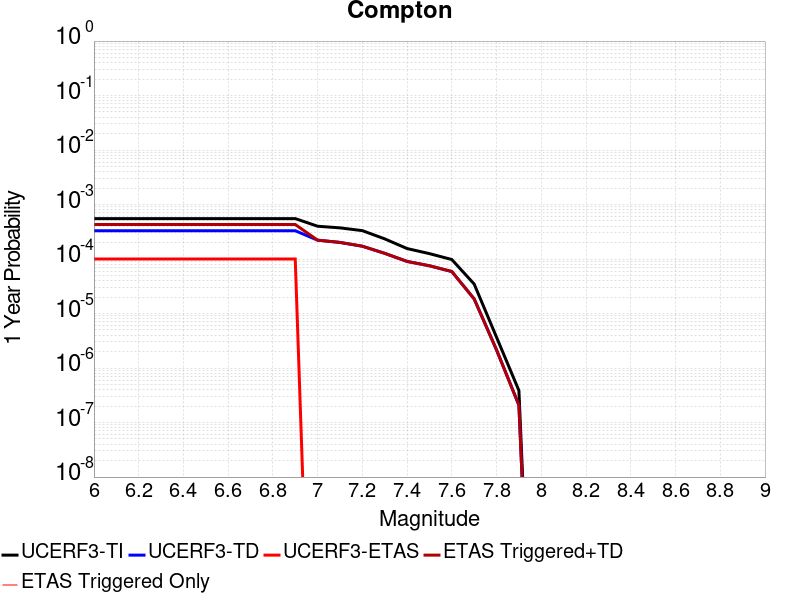 Compton
10^0
10^-1
10^-2
10^-3
10^-4
10^-5
10^-6
10^-7
10^-8
1 Year Probability
6 6.2 6.4 6.6 6.8 7 7.2 7.4 7.6 7.8 8 8.2 8.4 8.6 8.8 9
Magnitude
UCERF3-TI UCERF3-TD UCERF3-ETAS ETAS Triggered+TD
ETAS Triggered Only